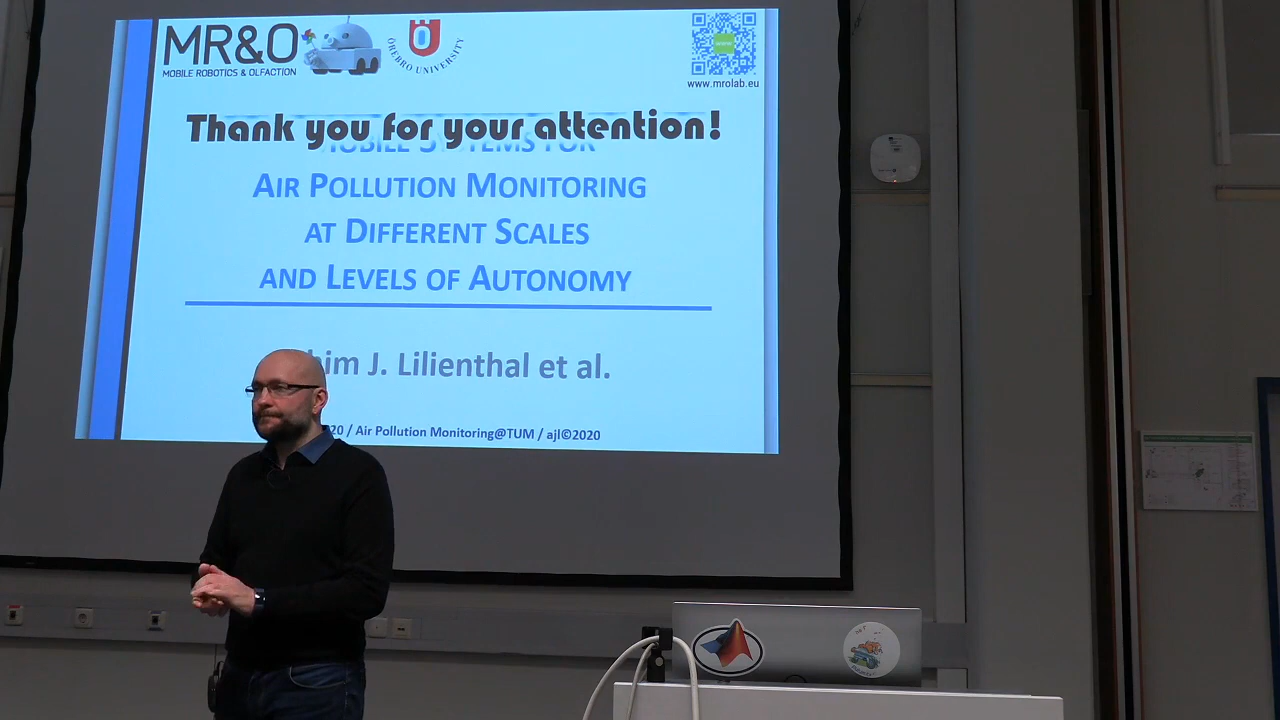 MR&O
MOBILE ROBOTICS & OLFACTION
ÖREBRO UNIVERSITY
www.mrolab.eu
Thank you for your attention!
AIR POLLUTION MONITORING
AT DIFFERENT SCALES
AND LEVELS OF AUTONOMY
him J. Lilienthal et al.
20 / Air Pollution Monitoring@TUM / ajl©2020